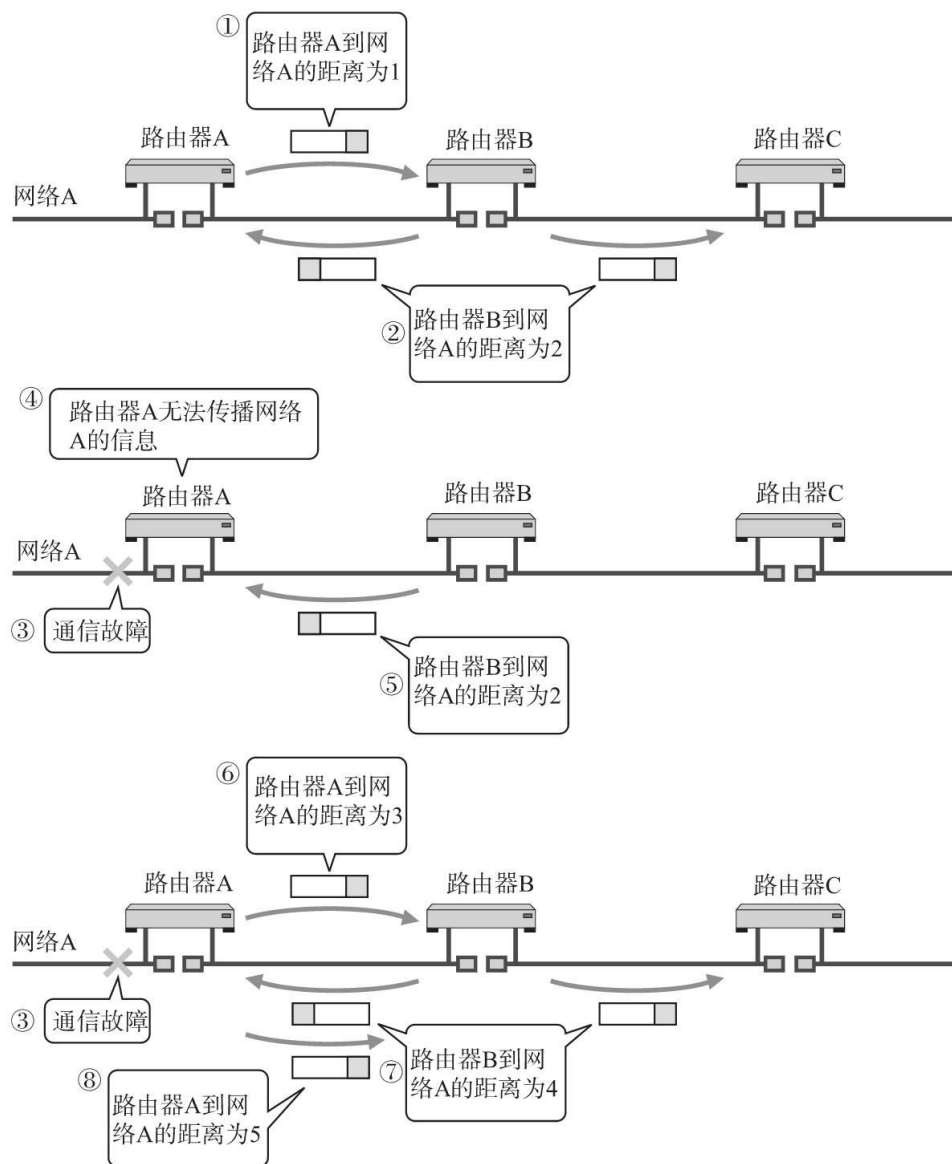 ①
路由器A到网
络A的距离为1
路由器A
路由器B
路由器C
网络A
②
路由器B到网
络A的距离为2
④
路由器A无法传播网络
A的信息
路由器A
路由器B
路由器C
网络A
③
通信故障
⑤
路由器B到网
络A的距离为2
⑥
路由器A到网
络A的距离为3
路由器A
路由器B
路由器C
网络A
③
通信故障
⑦
路由器B到网
络A的距离为4
⑧
路由器A到网
络A的距离为5